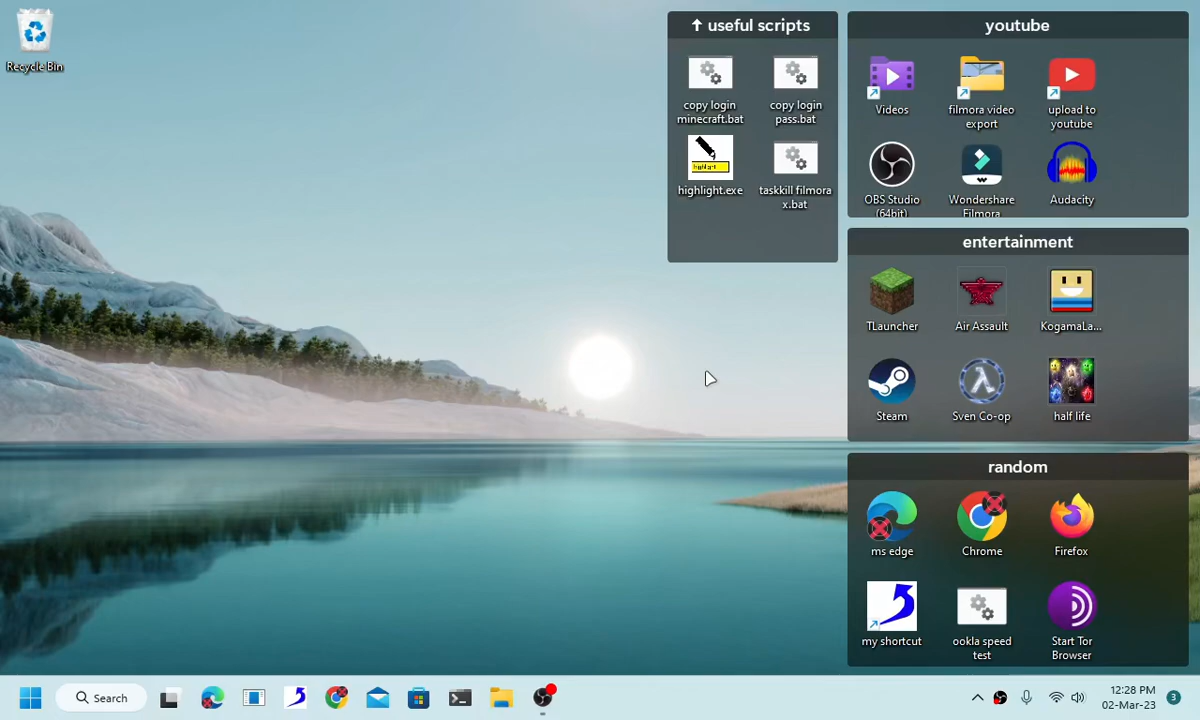 Recycle Bin
↑ useful scripts
copy login
minecraft.bat
copy login
pass.bat
highlight
highlight.exe
taskkill filmora
x.bat
youtube
Videos
filmora video
export
upload to
youtube
OBS Studio
(64bit)
Wondershare
Filmora
Audacity
entertainment
TLauncher
Air Assault
KogamaLa...
Steam
Sven Co-op
half life
random
ms edge
Chrome
Firefox
my shortcut
ookla speed
test
Start Tor
Browser
Search
12:28 PM
02-Mar-23
3